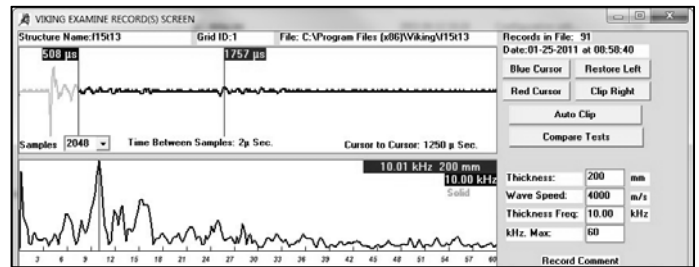 VIKING EXAMINE RECORD(S) SCREEN
Structure Name:f15t13 Grid ID:1 File: C:\Program Files (x86)\Viking\f15t13 Records in File: 91
Date:01-25-2011 at 08:58:40
508 µs 1757 µs
Blue Cursor Restore Left
Red Cursor Clip Right
Auto Clip
Compare Tests
Samples 2048 Time Between Samples: 2µ Sec. Cursor to Cursor: 1250 µ Sec.
10.01 kHz 200 mm
10.00 kHz
Solid
Thickness: 200 mm
Wave Speed: 4000 m/s
Thickness Freq: 10.00 kHz
kHz. Max: 60
3 6 9 12 15 18 21 24 27 30 33 36 39 42 45 48 51 54 57 60
Record Comment